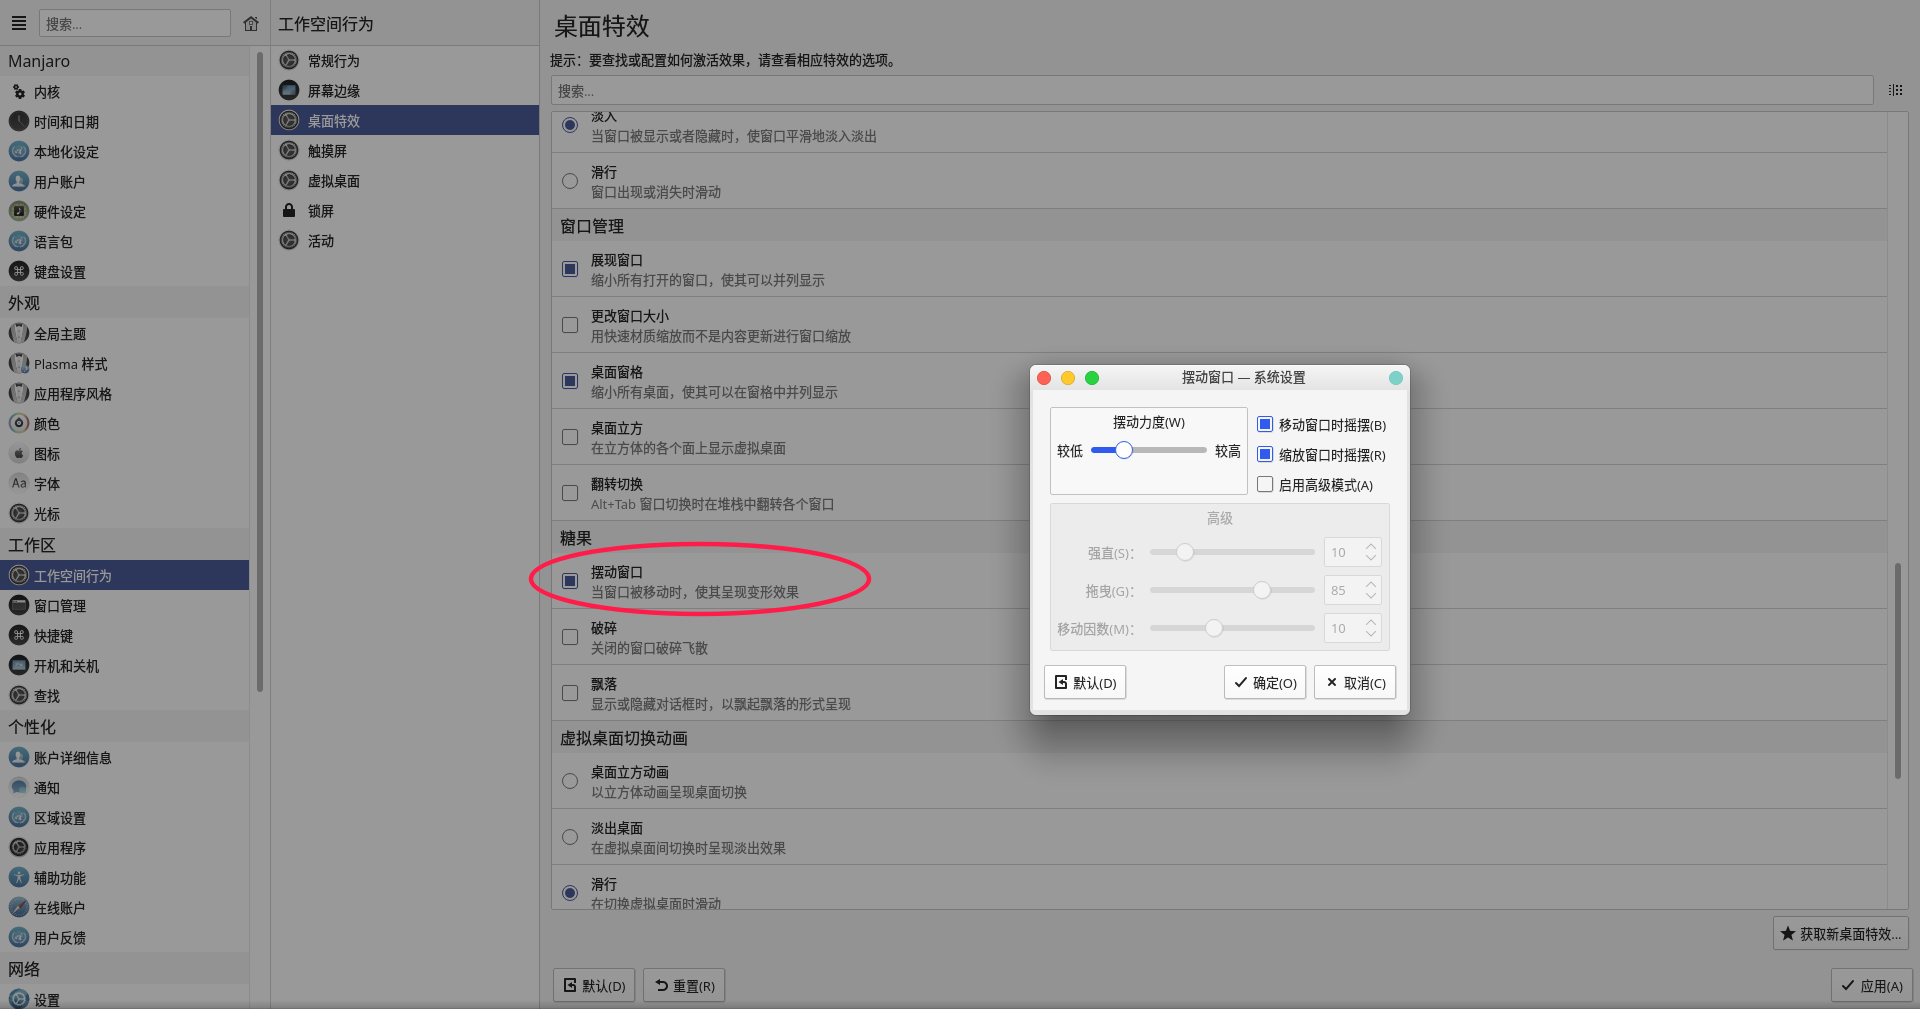 搜索...
Manjaro
内核
时间和日期
本地化设定
用户账户
硬件设定
语言包
键盘设置
外观
全局主题
Plasma 样式
应用程序风格
颜色
图标
Aa 字体
光标
工作区
工作空间行为
窗口管理
快捷键
开机和关机
查找
个性化
账户详细信息
通知
区域设置
应用程序
辅助功能
在线账户
用户反馈
网络
设置
工作空间行为
常规行为
屏幕边缘
桌面特效
触摸屏
虚拟桌面
锁屏
活动
桌面特效
提示：要查找或配置如何激活效果，请查看相应特效的选项。
搜索...
淡入
当窗口被显示或者隐藏时，使窗口平滑地淡入淡出
滑行
窗口出现或消失时滑动
窗口管理
展现窗口
缩小所有打开的窗口，使其可以并列显示
更改窗口大小
用快速材质缩放而不是内容更新进行窗口缩放
桌面窗格
缩小所有桌面，使其可以在窗格中并列显示
桌面立方
在立方体的各个面上显示虚拟桌面
翻转切换
Alt+Tab 窗口切换时在堆栈中翻转各个窗口
糖果
摆动窗口
当窗口被移动时，使其呈现变形效果
破碎
关闭的窗口破碎飞散
飘落
显示或隐藏对话框时，以飘起飘落的形式呈现
虚拟桌面切换动画
桌面立方动画
以立方体动画呈现桌面切换
淡出桌面
在虚拟桌面间切换时呈现淡出效果
滑行
在切换虚拟桌面时滑动
获取新桌面特效...
默认(D)
重置(R)
应用(A)
摆动窗口 — 系统设置
摆动力度(W)
较低
较高
移动窗口时摇摆(B)
缩放窗口时摇摆(R)
启用高级模式(A)
高级
强直(S)： 10
拖曳(G)： 85
移动因数(M)： 10
默认(D)
确定(O)
取消(C)